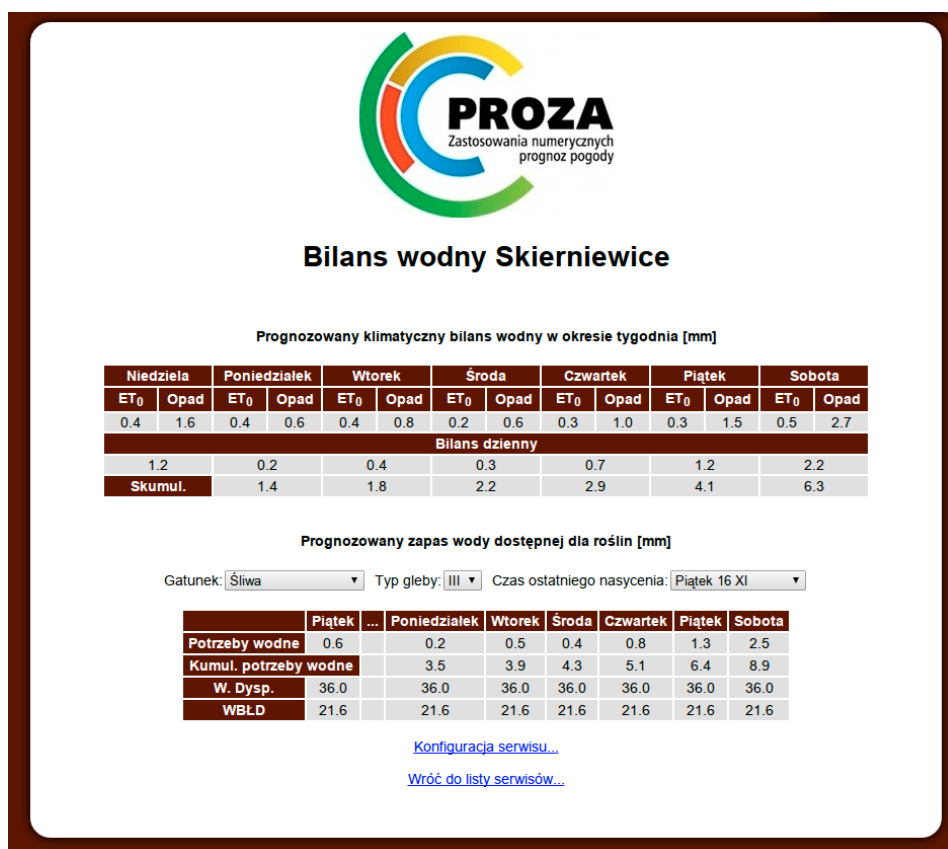 PROZA
Zastosowania numerycznych
prognoz pogody
Bilans wodny Skierniewice
Prognozowany klimatyczny bilans wodny w okresie tygodnia [mm]
Niedziela Poniedziałek Wtorek Środa Czwartek Piątek Sobota
ET0 Opad ET0 Opad ET0 Opad ET0 Opad ET0 Opad ET0 Opad ET0 Opad
0.4 1.6 0.4 0.6 0.4 0.8 0.2 0.6 0.3 1.0 0.3 1.5 0.5 2.7
Bilans dzienny
1.2 0.2 0.4 0.3 0.7 1.2 2.2
Skumul. 1.4 1.8 2.2 2.9 4.1 6.3
Prognozowany zapas wody dostępnej dla roślin [mm]
Gatunek: Śliwa Typ gleby: III Czas ostatniego nasycenia: Piątek 16 XI
Piątek ... Poniedziałek Wtorek Środa Czwartek Piątek Sobota
Potrzeby wodne 0.6 0.2 0.5 0.4 0.8 1.3 2.5
Kumul. potrzeby wodne 3.5 3.9 4.3 5.1 6.4 8.9
W. Dysp. 36.0 36.0 36.0 36.0 36.0 36.0 36.0
WBŁD 21.6 21.6 21.6 21.6 21.6 21.6 21.6
Konfiguracja serwisu...
Wróć do listy serwisów...